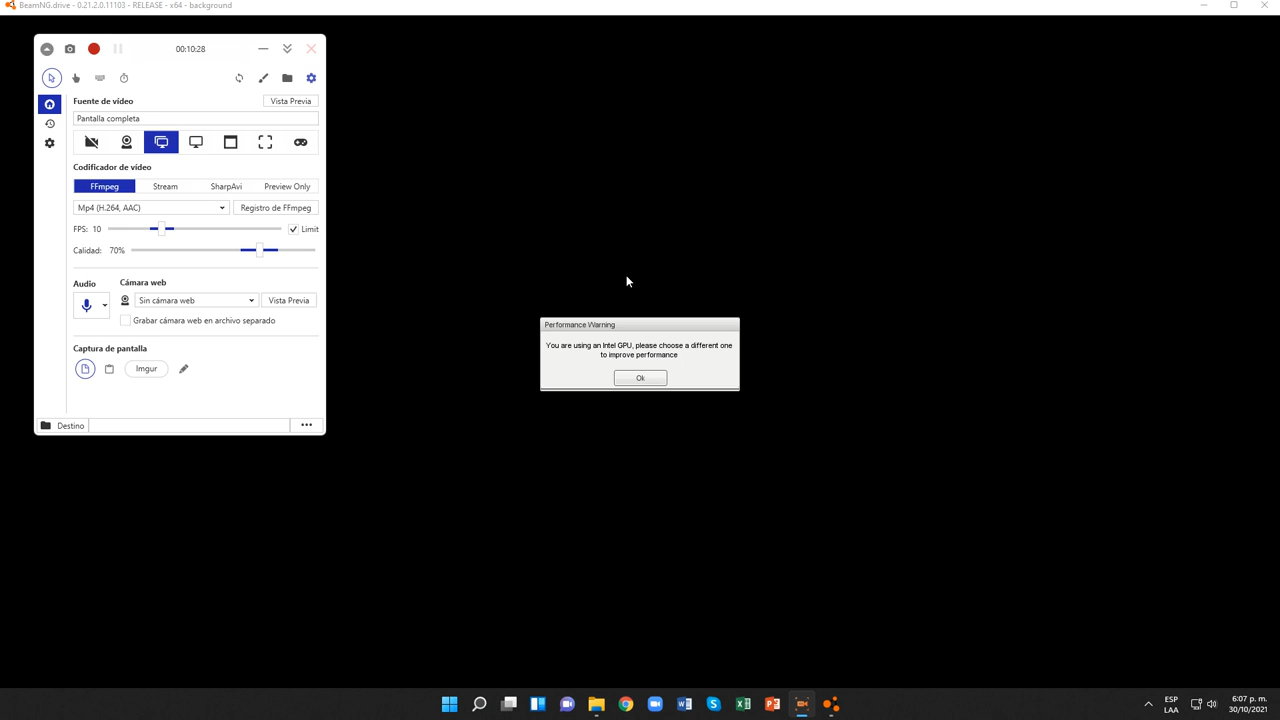 BeamNG.drive - 0.21.2.0.11103 - RELEASE - x64 - background
00:10:28
Fuente de vídeo
Vista Previa
Pantalla completa
Codificador de vídeo
FFmpeg Stream SharpAvi Preview Only
Mp4 (H.264, AAC) Registro de FFmpeg
FPS: 10 Limit
Calidad: 70%
Audio
Cámara web
Sin cámara web Vista Previa
Grabar cámara web en archivo separado
Captura de pantalla
Imgur
Destino
Performance Warning
You are using an Intel GPU, please choose a different one
to improve performance
Ok
ESP
LAA
6:07 p. m.
30/10/2021